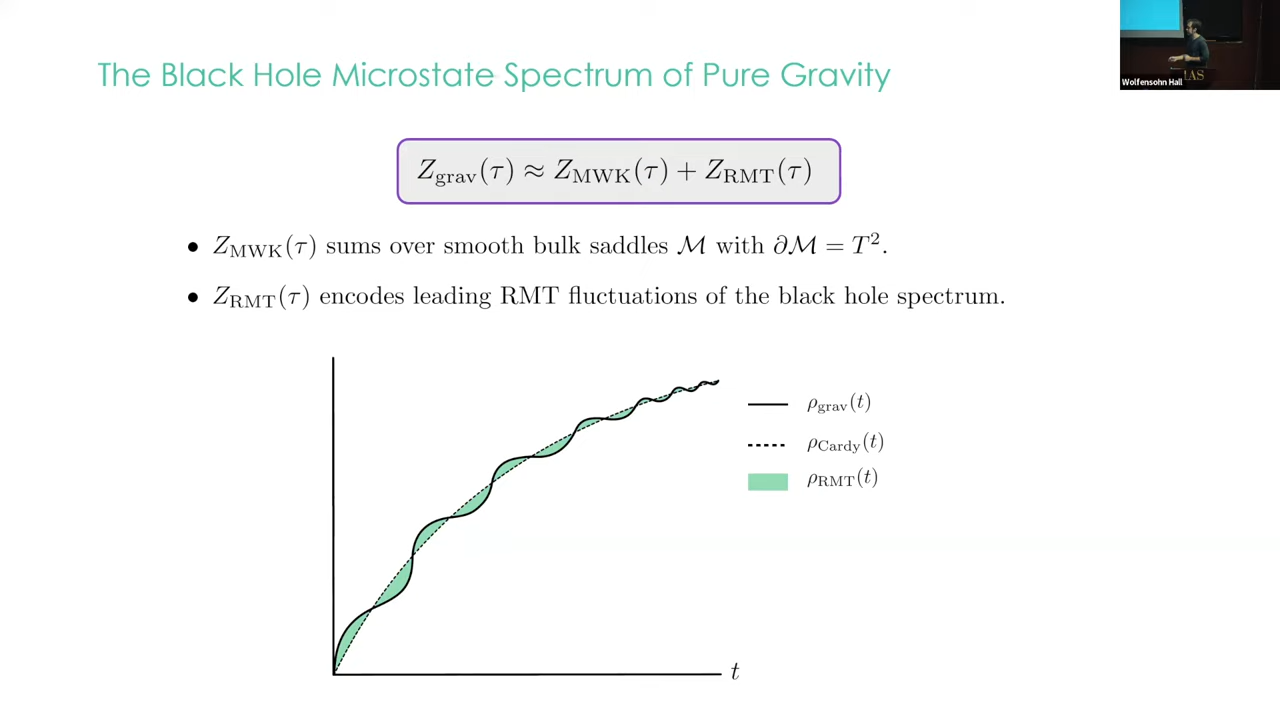 The Black Hole Microstate Spectrum of Pure Gravity
Z_grav(τ) ≈ Z_MWK(τ) + Z_RMT(τ)
• Z_MWK(τ) sums over smooth bulk saddles ℳ with ∂ℳ = T².
• Z_RMT(τ) encodes leading RMT fluctuations of the black hole spectrum.
ρ_grav(t)
ρ_Cardy(t)
ρ_RMT(t)
t
IAS
Wolfensohn Hall